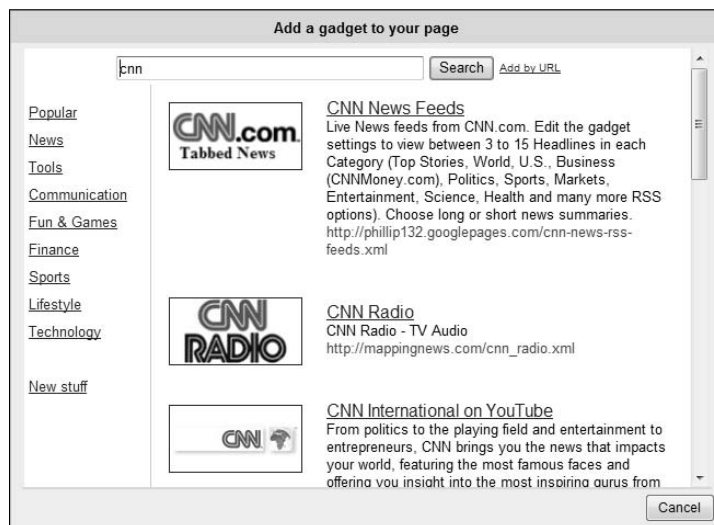 Add a gadget to your page
cnn
Search
Add by URL
Popular
News
Tools
Communication
Fun & Games
Finance
Sports
Lifestyle
Technology
New stuff
CNN.com
Tabbed News
CNN News Feeds
Live News feeds from CNN.com. Edit the gadget
settings to view between 3 to 15 Headlines in each
Category (Top Stories, World, U.S., Business
(CNNMoney.com), Politics, Sports, Markets,
Entertainment, Science, Health and many more RSS
options). Choose long or short news summaries.
http://phillip132.googlepages.com/cnn-news-rss-
feeds.xml
CNN
RADIO
CNN Radio
CNN Radio - TV Audio
http://mappingnews.com/cnn_radio.xml
CNN
CNN International on YouTube
From politics to the playing field and entertainment to
entrepreneurs, CNN brings you the news that impacts
your world, featuring the most famous faces and
offering you insight into the most inspiring gurus from
Cancel